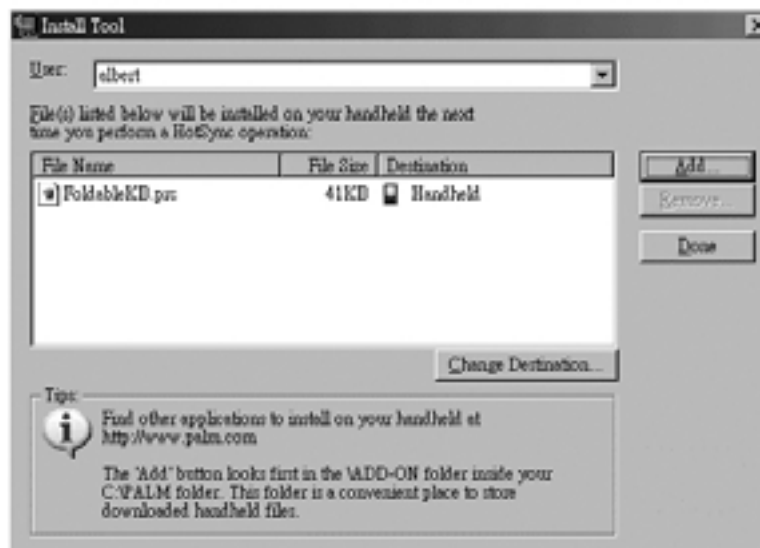 Install Tool
User: albert
File(s) listed below will be installed on your handheld the next
time you perform a HotSync operation:
File Name File Size Destination
FoldableKB.prc 41KB Handheld
Add...
Remove...
Done
Change Destination...
Tips:
Find other applications to install on your handheld at
http://www.palm.com
The 'Add' button looks first in the \ADD-ON folder inside your
C:\PALM folder. This folder is a convenient place to store
downloaded handheld files.